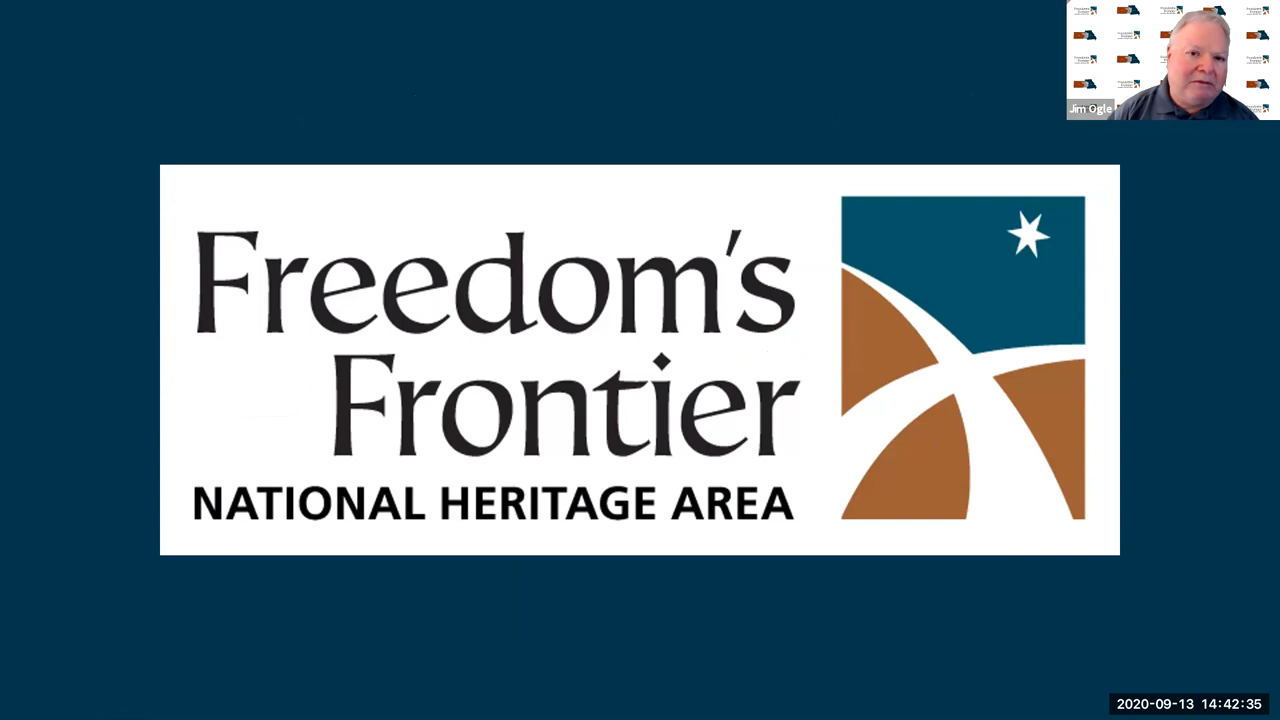 Jim Ogle
Freedom's
Frontier
NATIONAL HERITAGE AREA
2020-09-13 14:42:35